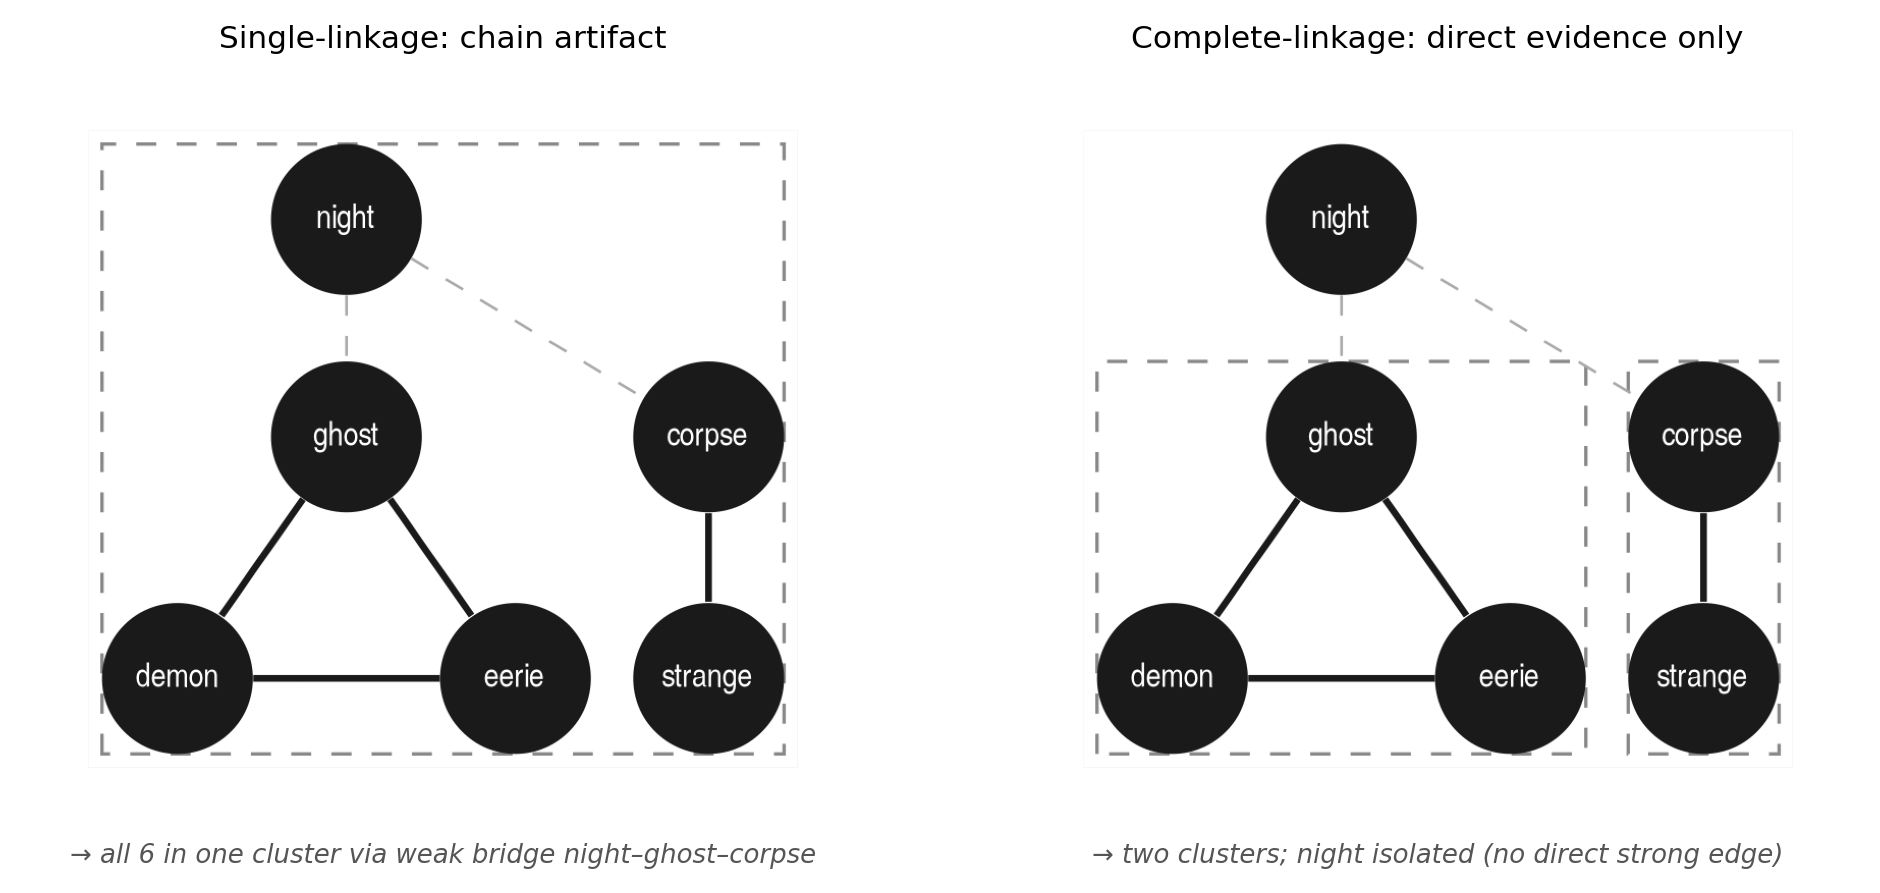 Single-linkage: chain artifact
night
ghost
corpse
demon
eerie
strange
→ all 6 in one cluster via weak bridge night–ghost–corpse
Complete-linkage: direct evidence only
night
ghost
corpse
demon
eerie
strange
→ two clusters; night isolated (no direct strong edge)